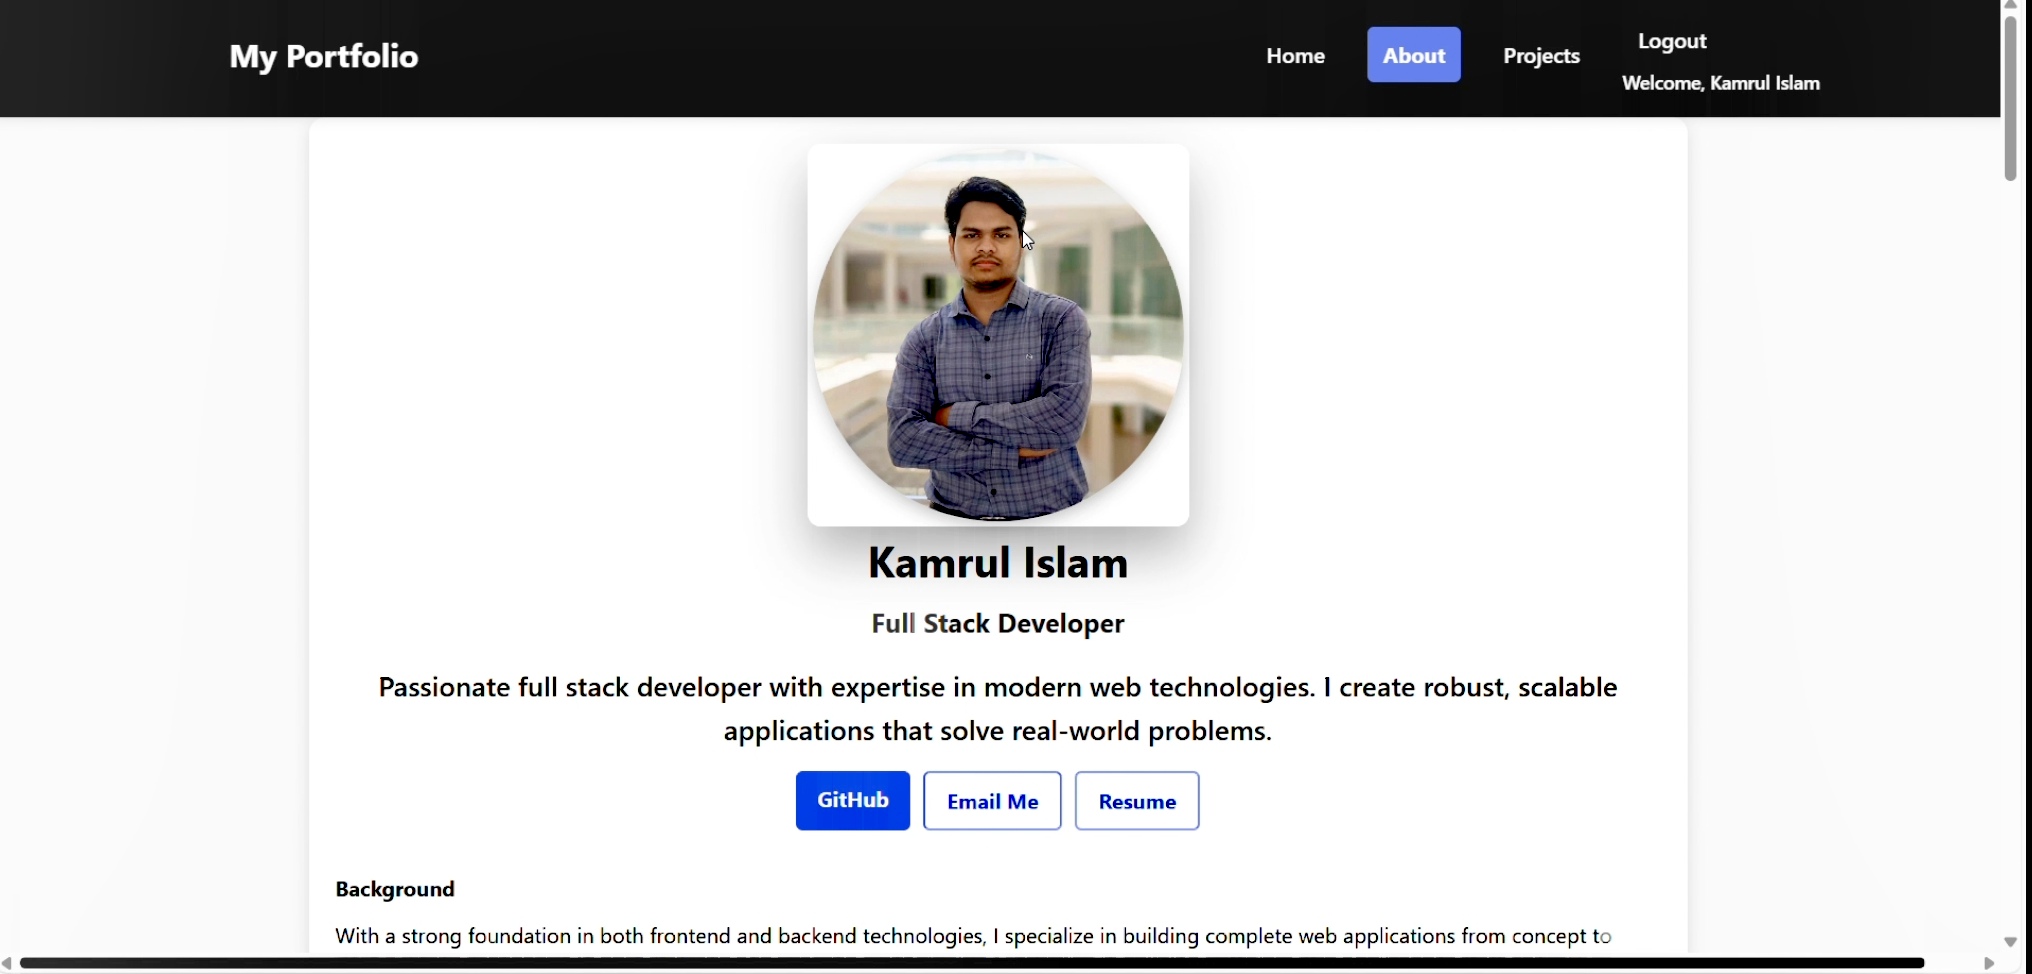 My Portfolio
Home
About
Projects
Logout
Welcome, Kamrul Islam
Kamrul Islam
Full Stack Developer
Passionate full stack developer with expertise in modern web technologies. I create robust, scalable
applications that solve real-world problems.
GitHub
Email Me
Resume
Background
With a strong foundation in both frontend and backend technologies, I specialize in building complete web applications from concept to